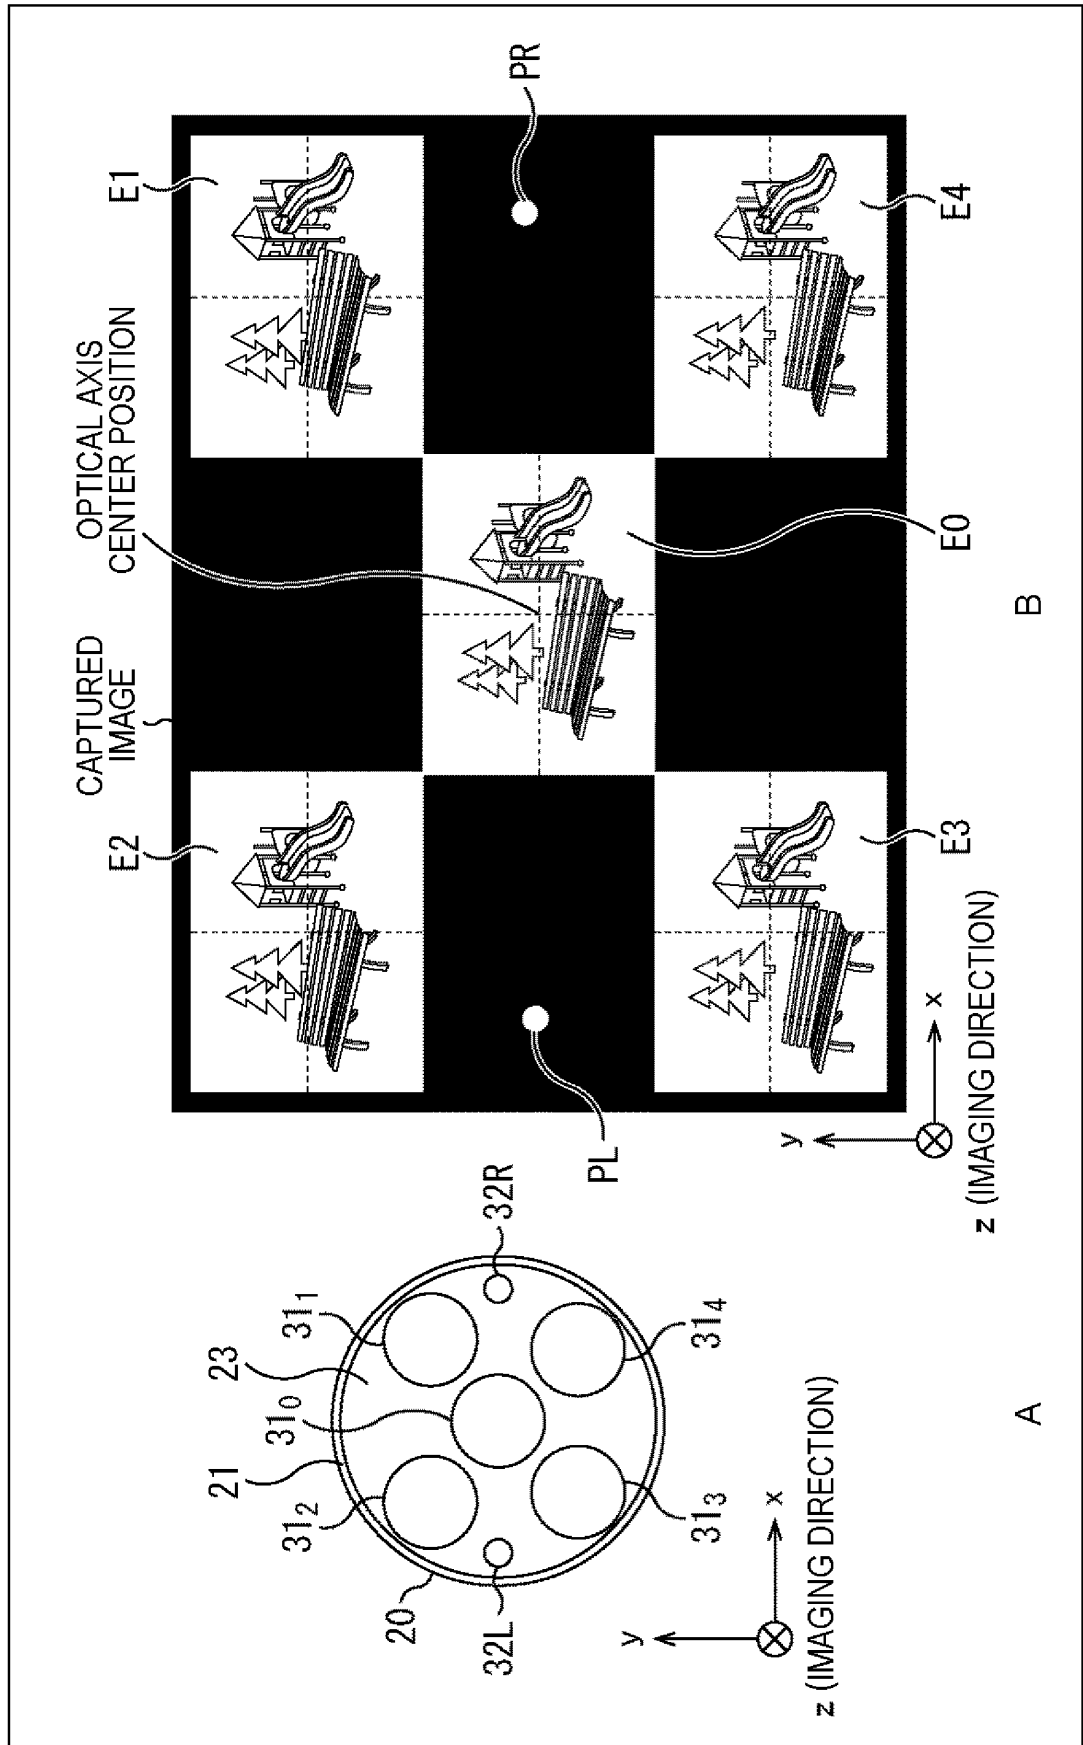 20
21
23
31₀
31₁
31₂
31₃
31₄
32L
32R
y
x
z (IMAGING DIRECTION)
A
CAPTURED
IMAGE
OPTICAL AXIS
CENTER POSITION
E2
E1
PL
PR
E3
E0
E4
y
x
z (IMAGING DIRECTION)
B